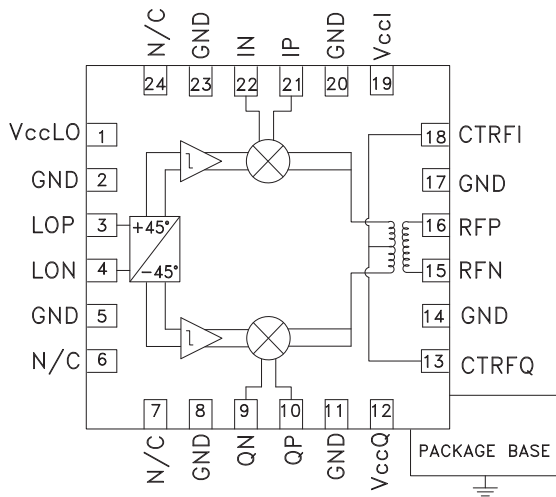 N/C GND IN IP GND VccI
24 23 22 21 20 19
VccLO 1
18 CTRFI
GND 2
17 GND
LOP 3
+45°
16 RFP
LON 4
-45°
15 RFN
GND 5
14 GND
N/C 6
13 CTRFQ
7 8 9 10 11 12
N/C GND QN QP GND VccQ
PACKAGE BASE